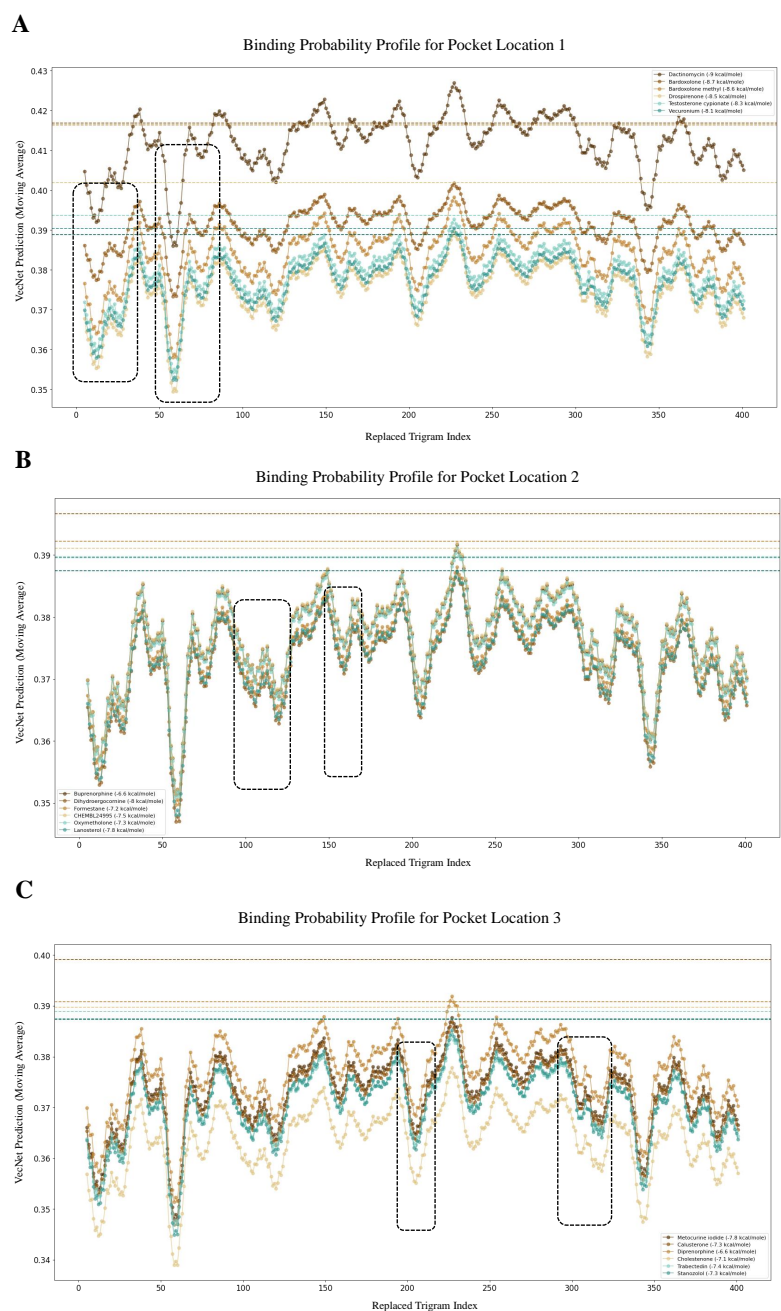 A
Binding Probability Profile for Pocket Location 1
0.43
0.42
0.41
0.40
0.39
0.38
0.37
0.36
0.35
VecNet Prediction (Moving Average)
Dactinomycin (-9 kcal/mole)
Bardoxolone (-8.7 kcal/mole)
Bardoxolone methyl (-8.6 kcal/mole)
Drospirenone (-8.5 kcal/mole)
Testosterone cypionate (-8.3 kcal/mole)
Vecuronium (-8.1 kcal/mole)
0 50 100 150 200 250 300 350 400
Replaced Trigram Index
B
Binding Probability Profile for Pocket Location 2
0.39
0.38
0.37
0.36
0.35
VecNet Prediction (Moving Average)
Buprenorphine (-6.6 kcal/mole)
Dihydroergocornine (-8 kcal/mole)
Formestane (-7.2 kcal/mole)
CHEMBL24995 (-7.5 kcal/mole)
Oxymetholone (-7.3 kcal/mole)
Lanosterol (-7.8 kcal/mole)
0 50 100 150 200 250 300 350 400
Replaced Trigram Index
C
Binding Probability Profile for Pocket Location 3
0.40
0.39
0.38
0.37
0.36
0.35
0.34
VecNet Prediction (Moving Average)
Metocurine iodide (-7.8 kcal/mole)
Calusterone (-7.3 kcal/mole)
Diprenorphine (-6.6 kcal/mole)
Cholestenone (-7.1 kcal/mole)
Trabectedin (-7.4 kcal/mole)
Stanozolol (-7.3 kcal/mole)
0 50 100 150 200 250 300 350 400
Replaced Trigram Index